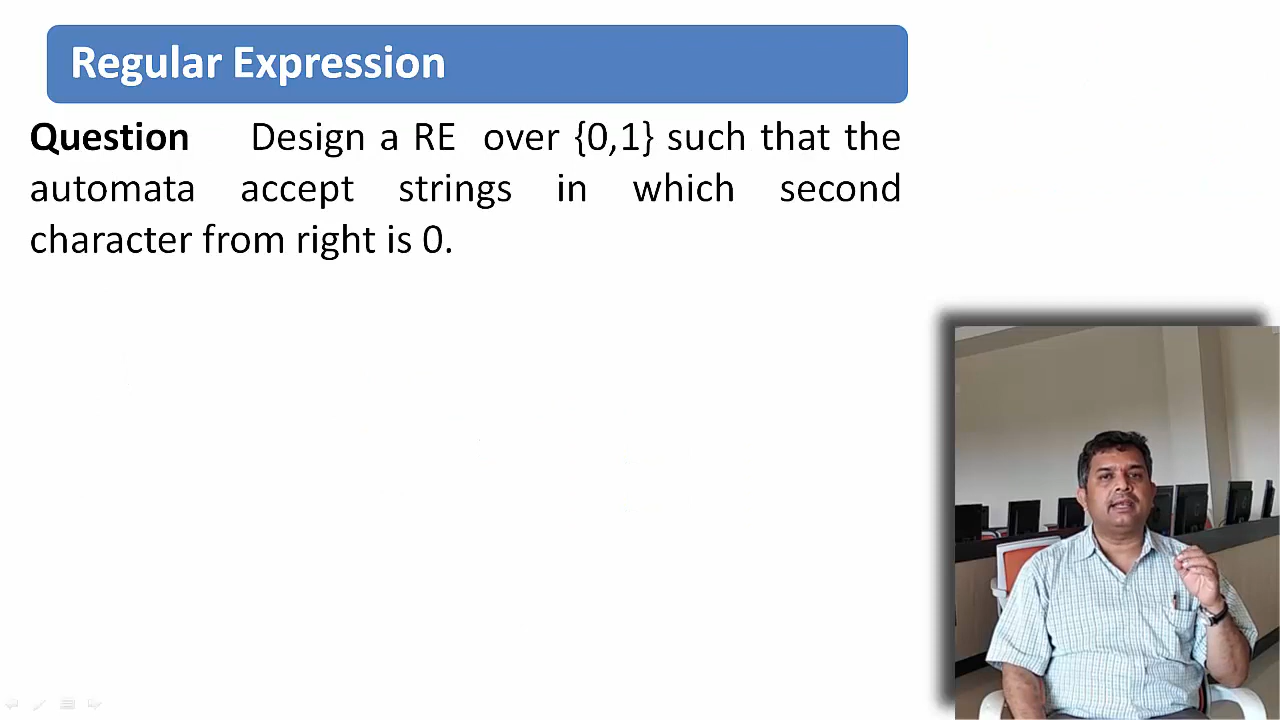 Regular Expression
Question Design a RE over {0,1} such that the
automata accept strings in which second
character from right is 0.